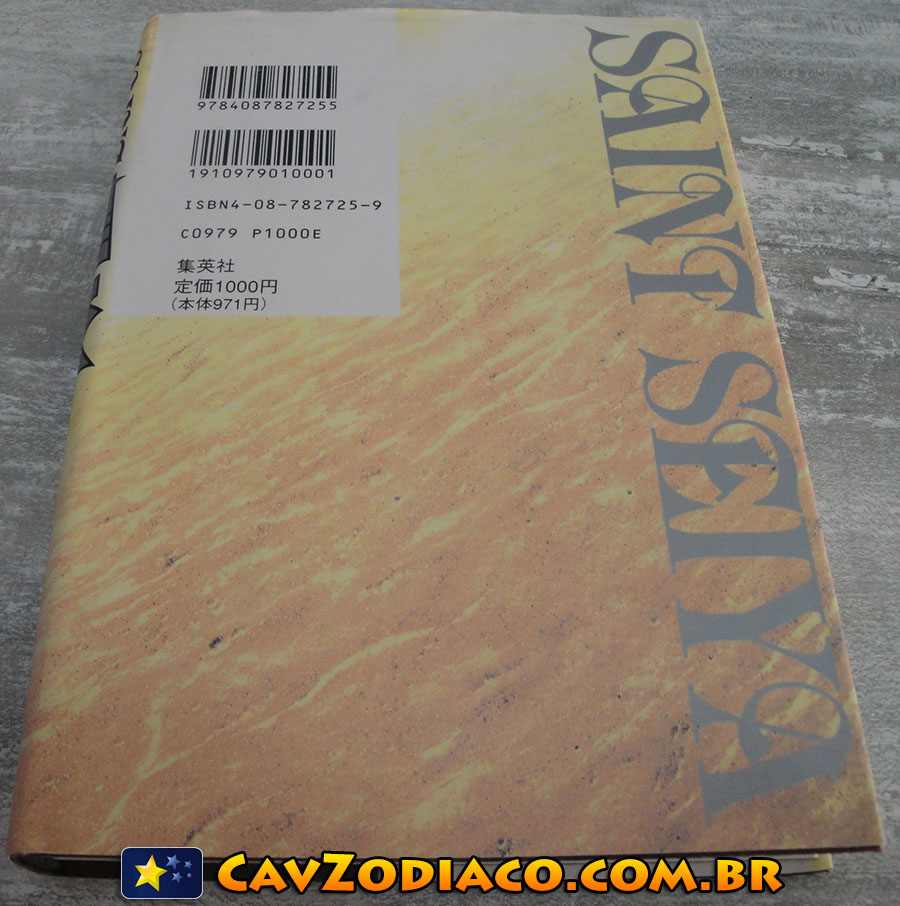 9784087827255
1910979010001
ISBN4-08-782725-9
C0979 P1000E
集英社
定価1000円
(本体971円)
SAINT SEIYA
CAVZODIACO.COM.BR